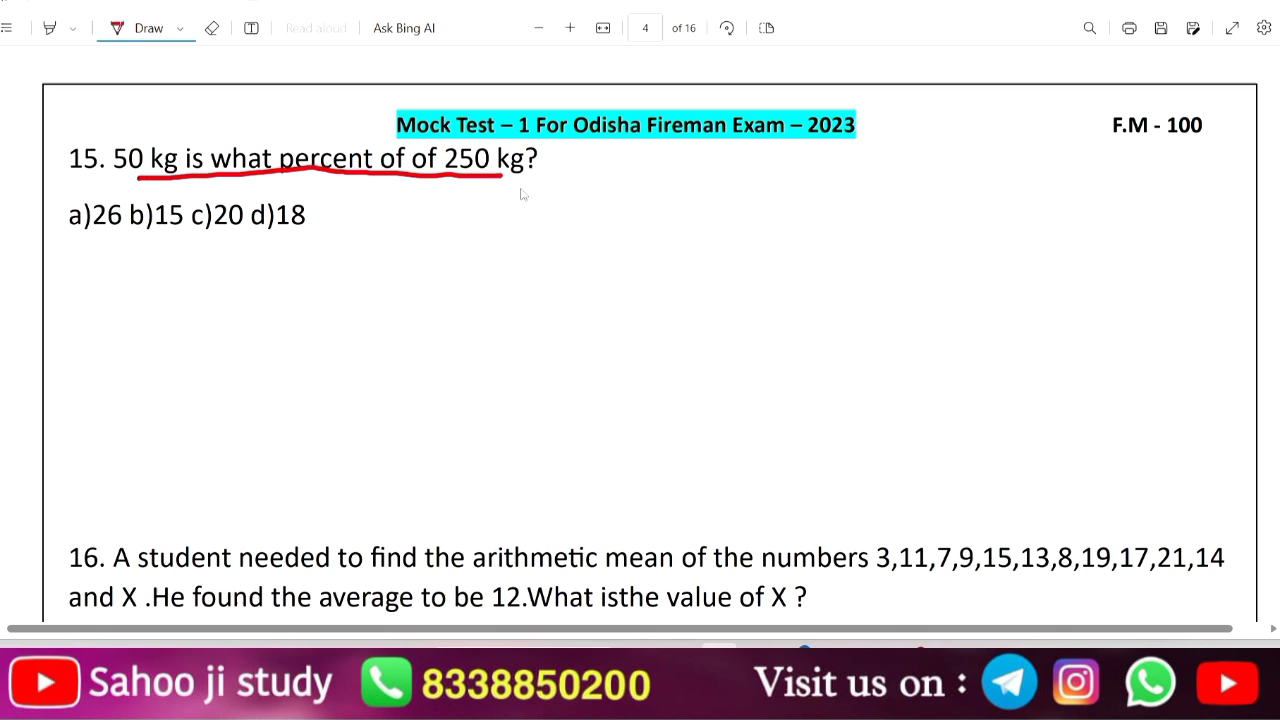 Draw
Read aloud
Ask Bing AI
4
of 16
Mock Test – 1 For Odisha Fireman Exam – 2023
F.M - 100
15. 50 kg is what percent of of 250 kg?
a)26 b)15 c)20 d)18
16. A student needed to find the arithmetic mean of the numbers 3,11,7,9,15,13,8,19,17,21,14
and X .He found the average to be 12.What isthe value of X ?
Sahoo ji study
8338850200
Visit us on :